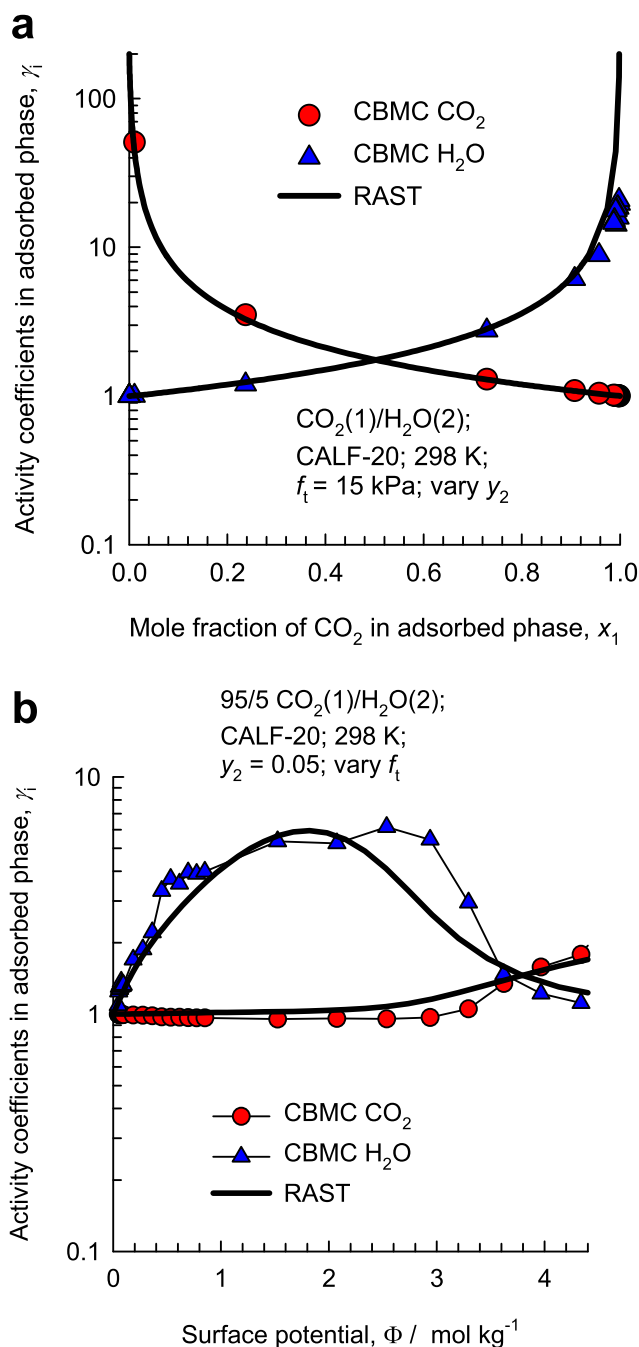 a
Activity coefficients in adsorbed phase, γi
100
10
1
0.1
CBMC CO2
CBMC H2O
RAST
CO2(1)/H2O(2);
CALF-20; 298 K;
ft = 15 kPa; vary y2
0.0 0.2 0.4 0.6 0.8 1.0
Mole fraction of CO2 in adsorbed phase, x1
b
95/5 CO2(1)/H2O(2);
CALF-20; 298 K;
y2 = 0.05; vary ft
Activity coefficients in adsorbed phase, γi
10
1
0.1
CBMC CO2
CBMC H2O
RAST
0 1 2 3 4
Surface potential, Φ / mol kg-1